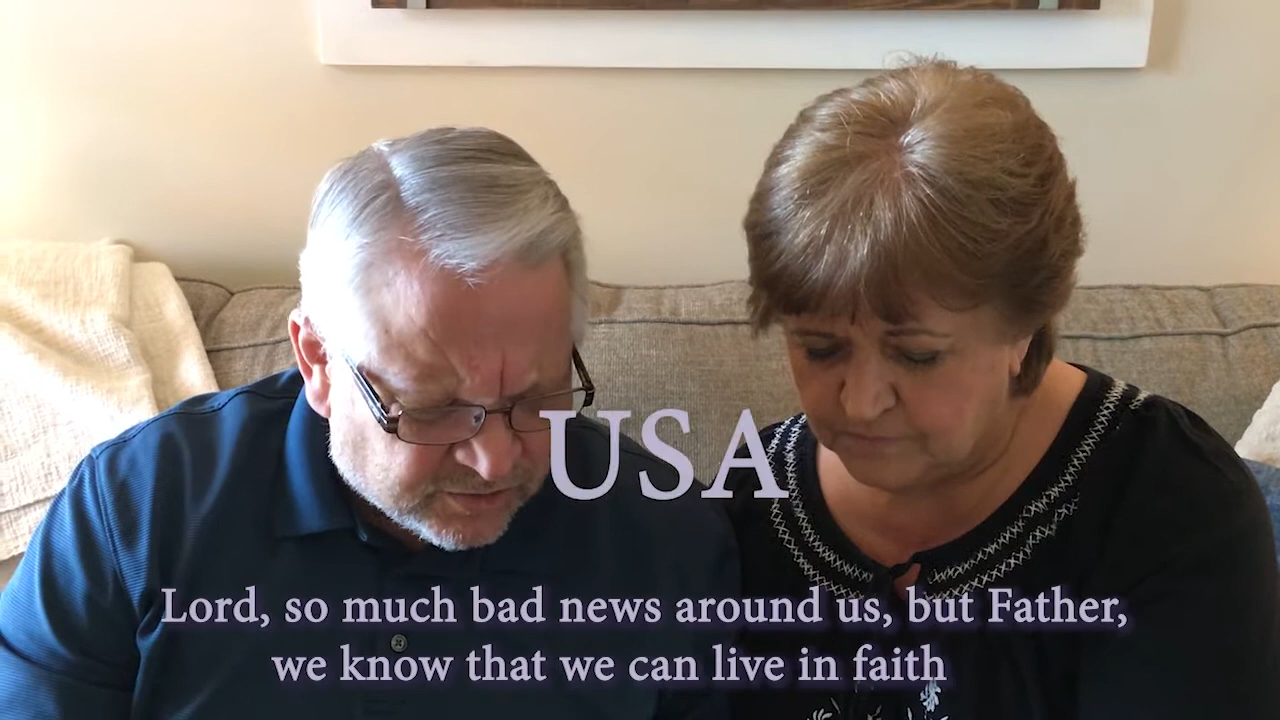 USA
Lord, so much bad news around us, but Father,
we know that we can live in faith